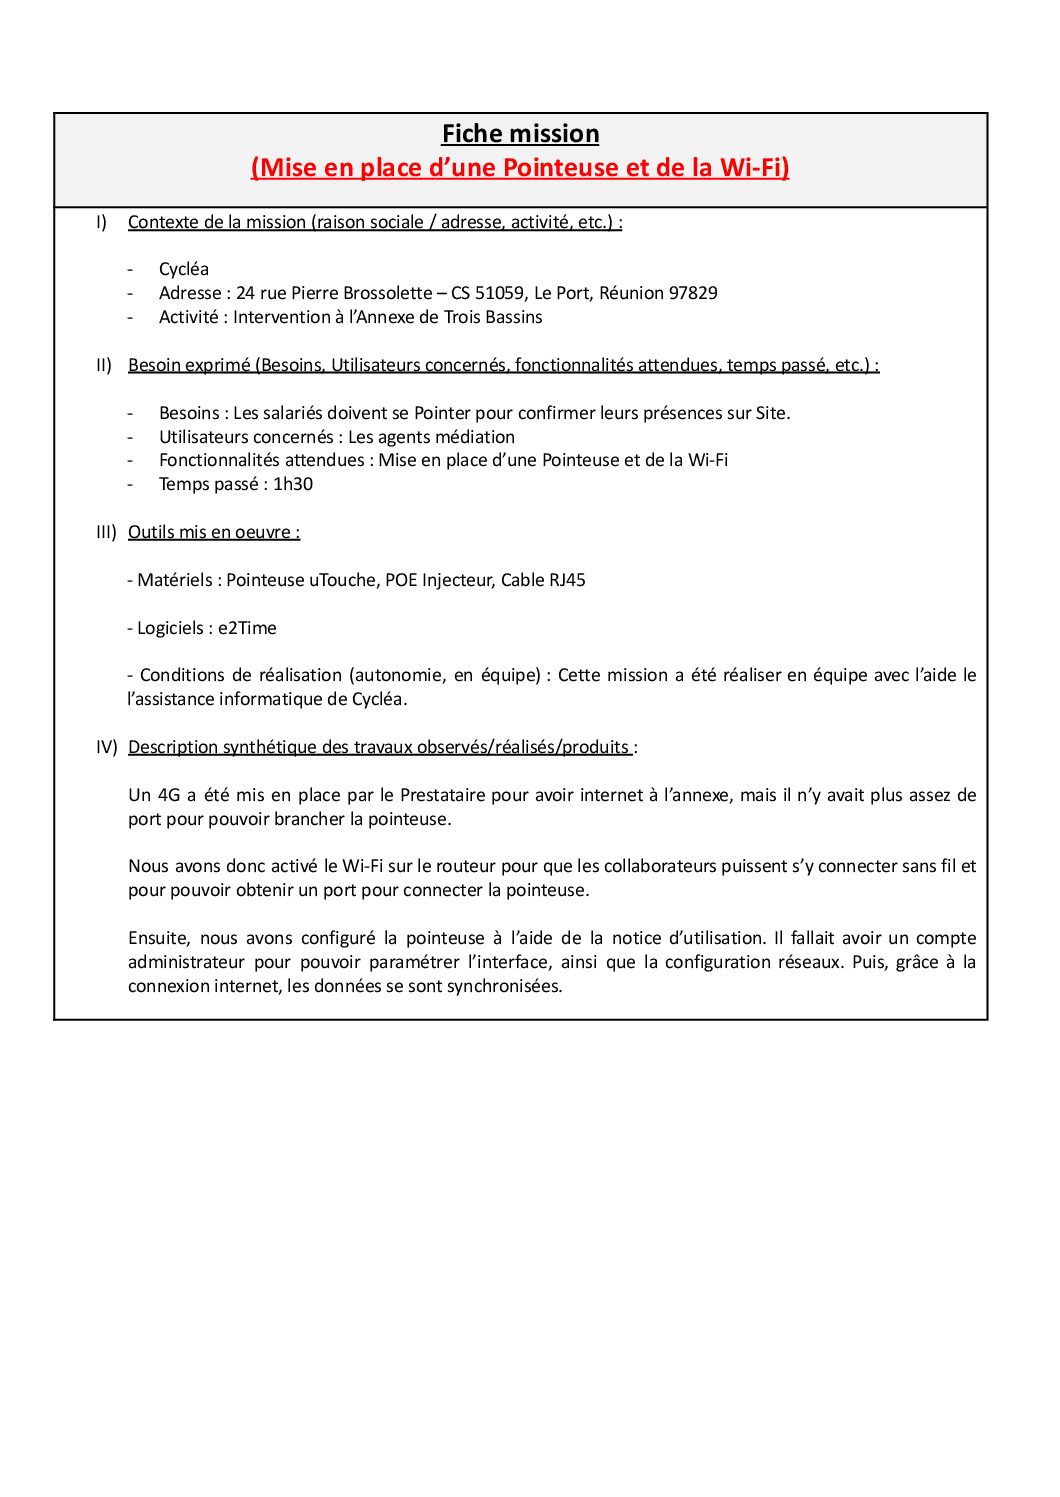 Fiche mission
(Mise en place d’une Pointeuse et de la Wi-Fi)
I) Contexte de la mission (raison sociale / adresse, activité, etc.) :
- Cycléa
- Adresse : 24 rue Pierre Brossolette – CS 51059, Le Port, Réunion 97829
- Activité : Intervention à l’Annexe de Trois Bassins
II) Besoin exprimé (Besoins, Utilisateurs concernés, fonctionnalités attendues, temps passé, etc.) :
- Besoins : Les salariés doivent se Pointer pour confirmer leurs présences sur Site.
- Utilisateurs concernés : Les agents médiation
- Fonctionnalités attendues : Mise en place d’une Pointeuse et de la Wi-Fi
- Temps passé : 1h30
III) Outils mis en oeuvre :
- Matériels : Pointeuse uTouche, POE Injecteur, Cable RJ45
- Logiciels : e2Time
- Conditions de réalisation (autonomie, en équipe) : Cette mission a été réaliser en équipe avec l’aide le
l’assistance informatique de Cycléa.
IV) Description synthétique des travaux observés/réalisés/produits :
Un 4G a été mis en place par le Prestataire pour avoir internet à l’annexe, mais il n’y avait plus assez de
port pour pouvoir brancher la pointeuse.
Nous avons donc activé le Wi-Fi sur le routeur pour que les collaborateurs puissent s’y connecter sans fil et
pour pouvoir obtenir un port pour connecter la pointeuse.
Ensuite, nous avons configuré la pointeuse à l’aide de la notice d’utilisation. Il fallait avoir un compte
administrateur pour pouvoir paramétrer l’interface, ainsi que la configuration réseaux. Puis, grâce à la
connexion internet, les données se sont synchronisées.